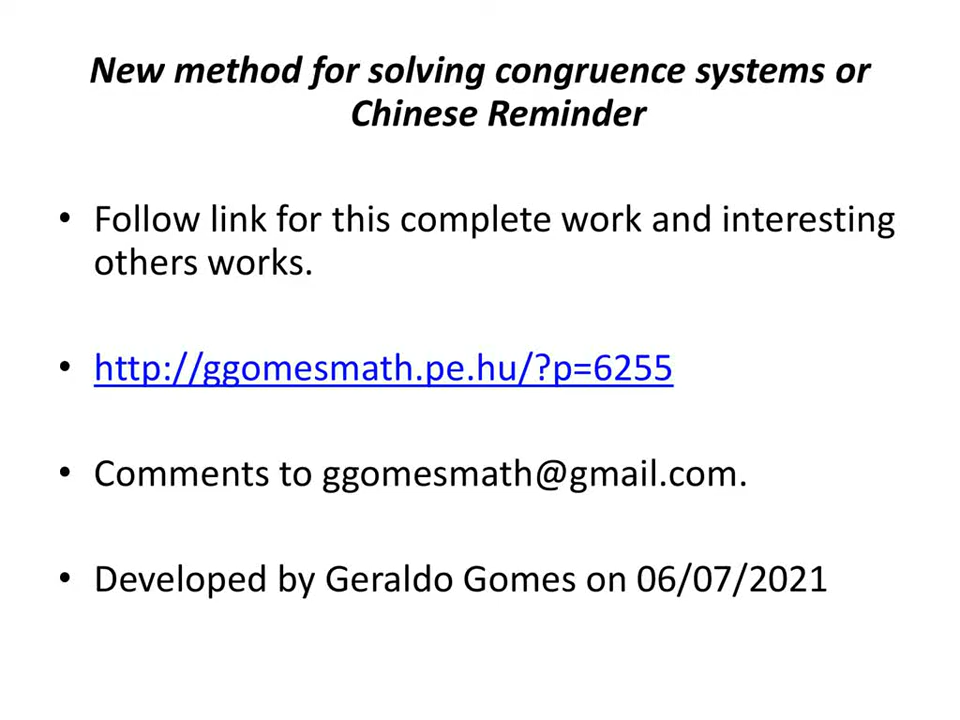 New method for solving congruence systems or
Chinese Reminder
• Follow link for this complete work and interesting
others works.
• http://ggomesmath.pe.hu/?p=6255
• Comments to ggomesmath@gmail.com.
• Developed by Geraldo Gomes on 06/07/2021